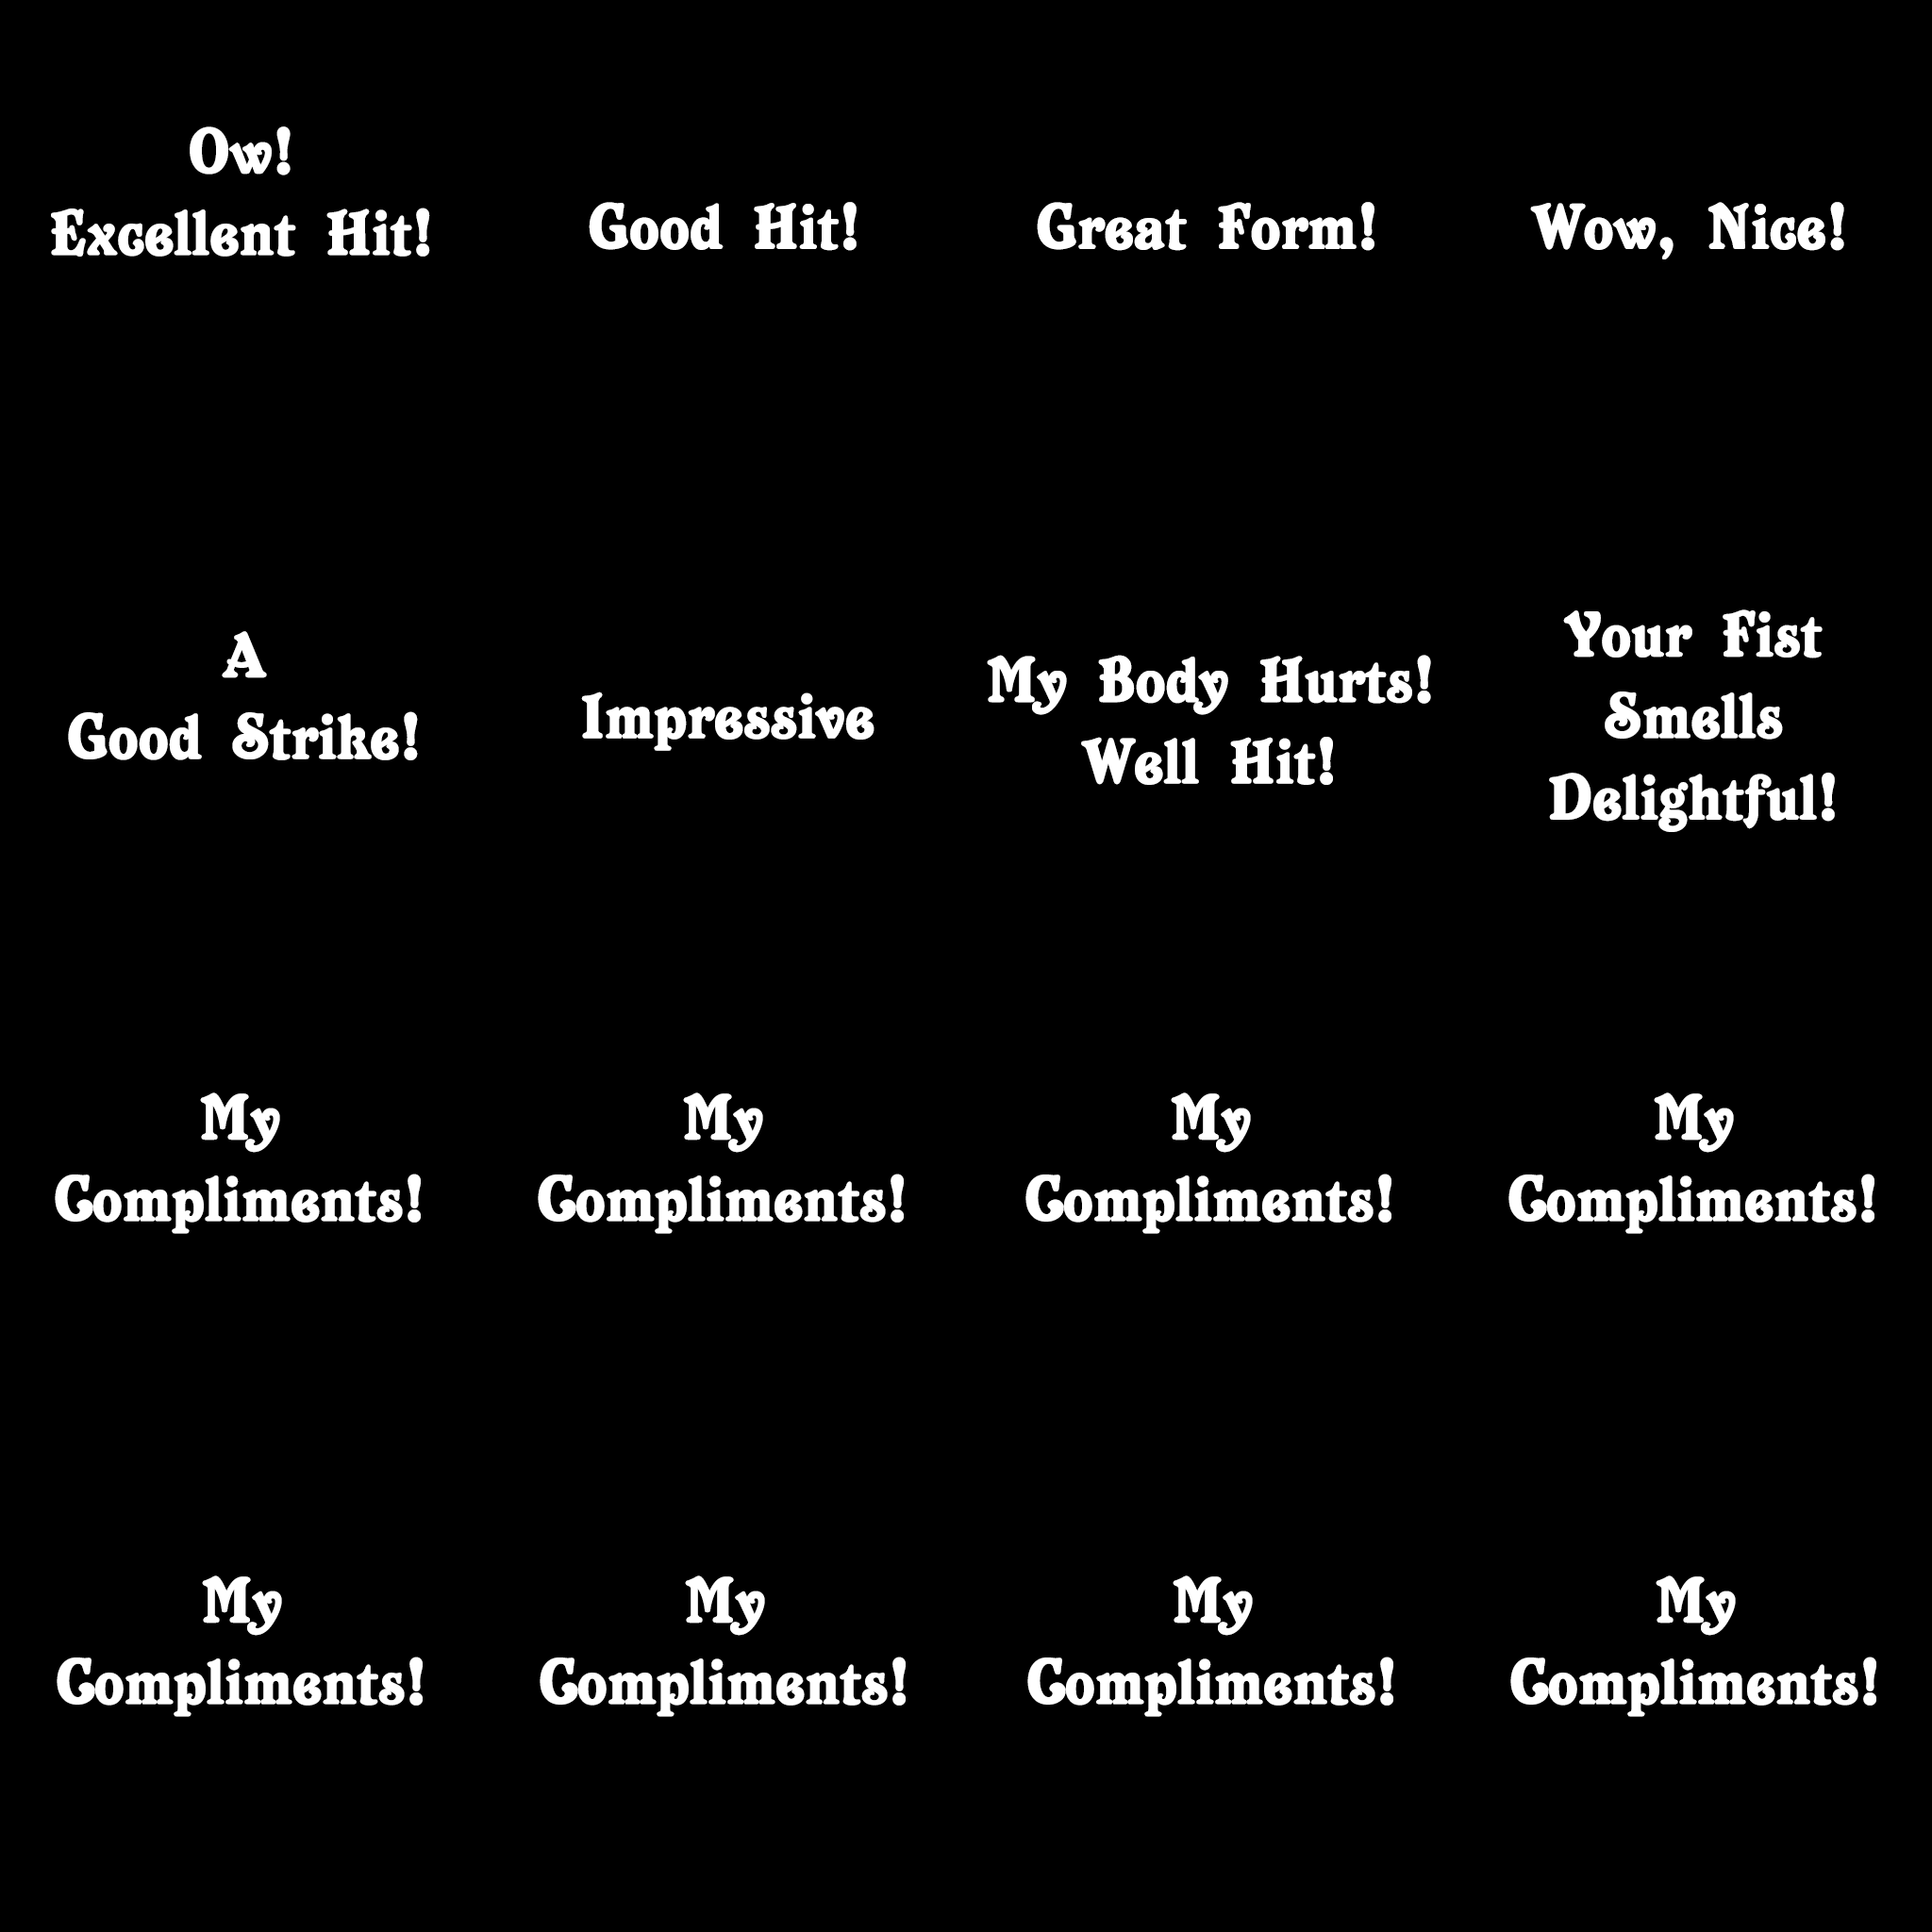 Ow!
Excellent Hit!
Good Hit!
Great Form!
Wow, Nice!
A
Good Strike!
Impressive
My Body Hurts!
Well Hit!
Your Fist
Smells
Delightful!
My
Compliments!
My
Compliments!
My
Compliments!
My
Compliments!
My
Compliments!
My
Compliments!
My
Compliments!
My
Compliments!